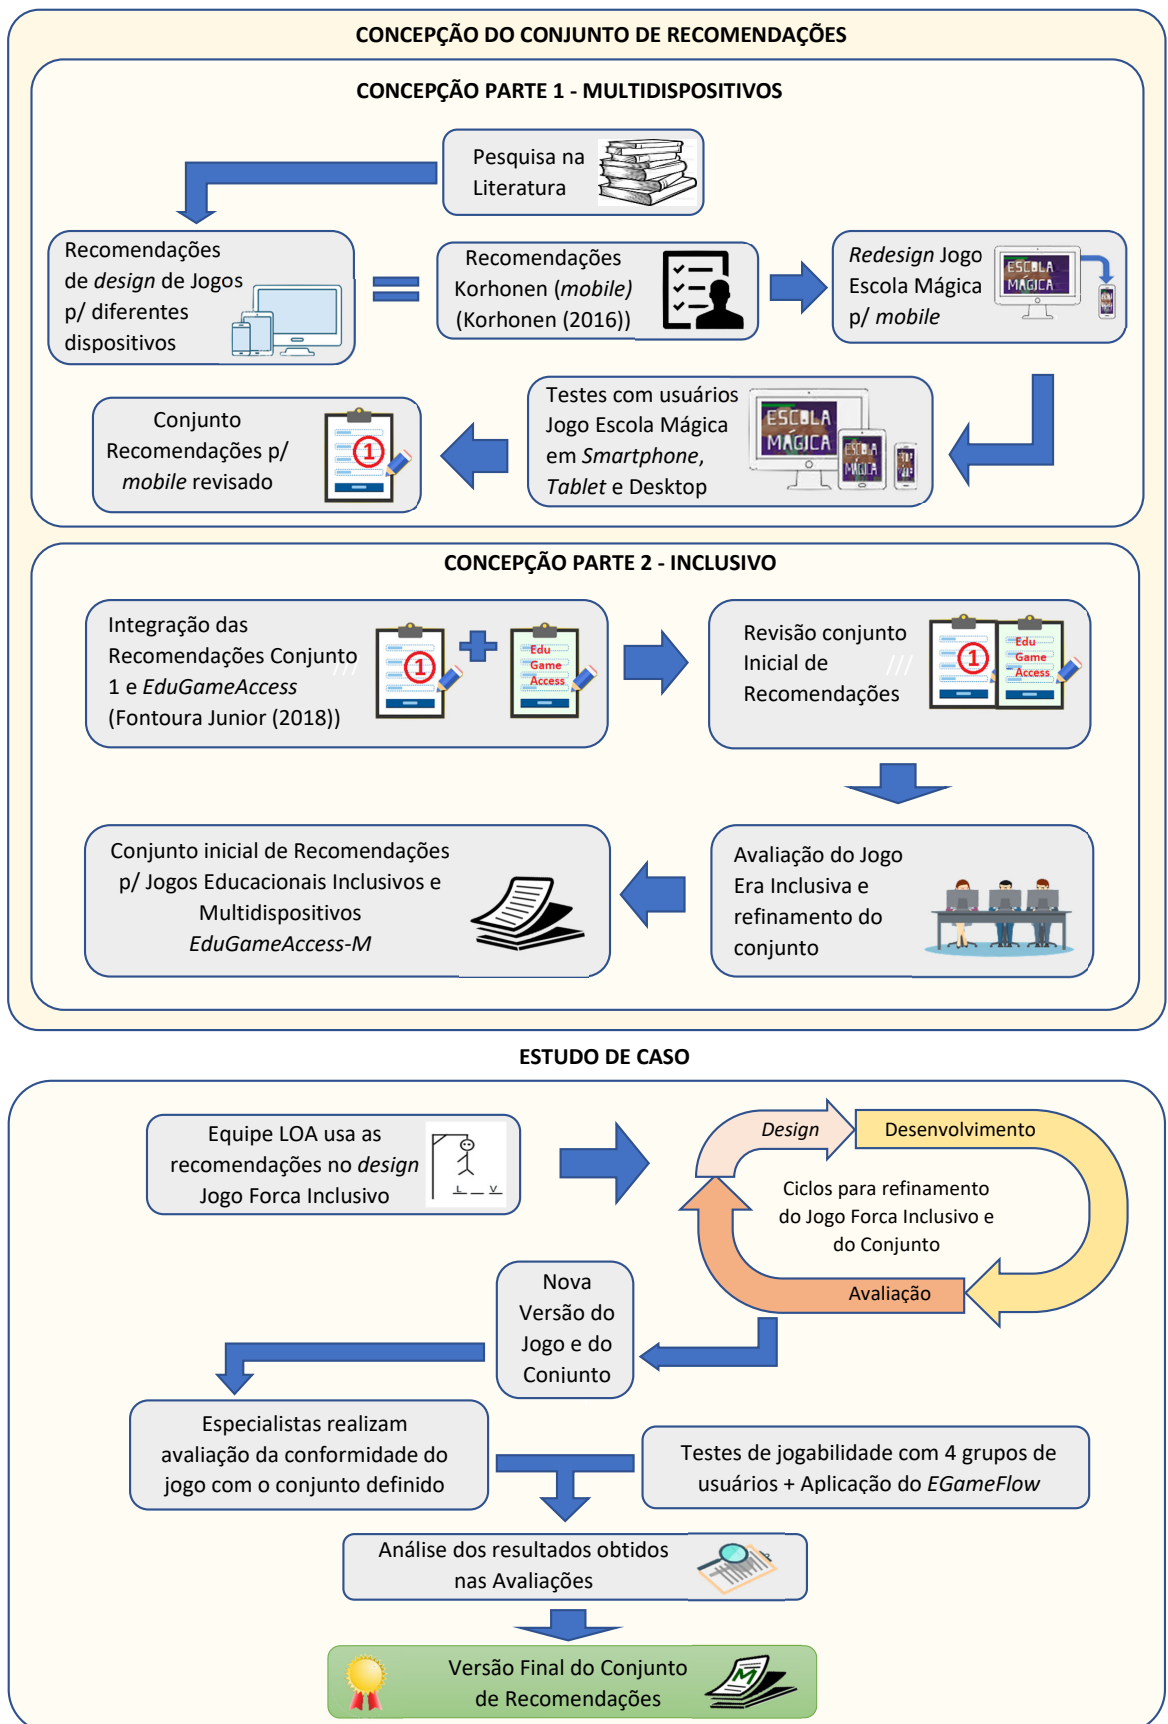 CONCEPÇÃO DO CONJUNTO DE RECOMENDAÇÕES
CONCEPÇÃO PARTE 1 - MULTIDISPOSITIVOS
Pesquisa na
Literatura
Recomendações
de design de Jogos
p/ diferentes
dispositivos
Recomendações
Korhonen (mobile)
(Korhonen (2016))
Redesign Jogo
Escola Mágica
p/ mobile
ESCOLA
MÁGICA
Testes com usuários
Jogo Escola Mágica
em Smartphone,
Tablet e Desktop
ESCOLA
MÁGICA
Conjunto
Recomendações p/
mobile revisado
1
CONCEPÇÃO PARTE 2 - INCLUSIVO
Integração das
Recomendações Conjunto
1 e EduGameAccess
(Fontoura Junior (2018))
1
Edu
Game
Access
Revisão conjunto
Inicial de
Recomendações
1
Edu
Game
Access
Avaliação do Jogo
Era Inclusiva e
refinamento do
conjunto
Conjunto inicial de Recomendações
p/ Jogos Educacionais Inclusivos e
Multidispositivos
EduGameAccess-M
ESTUDO DE CASO
Equipe LOA usa as
recomendações no design
Jogo Forca Inclusivo
L V
Design
Desenvolvimento
Ciclos para refinamento
do Jogo Forca Inclusivo e
do Conjunto
Avaliação
Nova
Versão do
Jogo e do
Conjunto
Especialistas realizam
avaliação da conformidade do
jogo com o conjunto definido
Testes de jogabilidade com 4 grupos de
usuários + Aplicação do EGameFlow
Análise dos resultados obtidos
nas Avaliações
Versão Final do Conjunto
de Recomendações
M